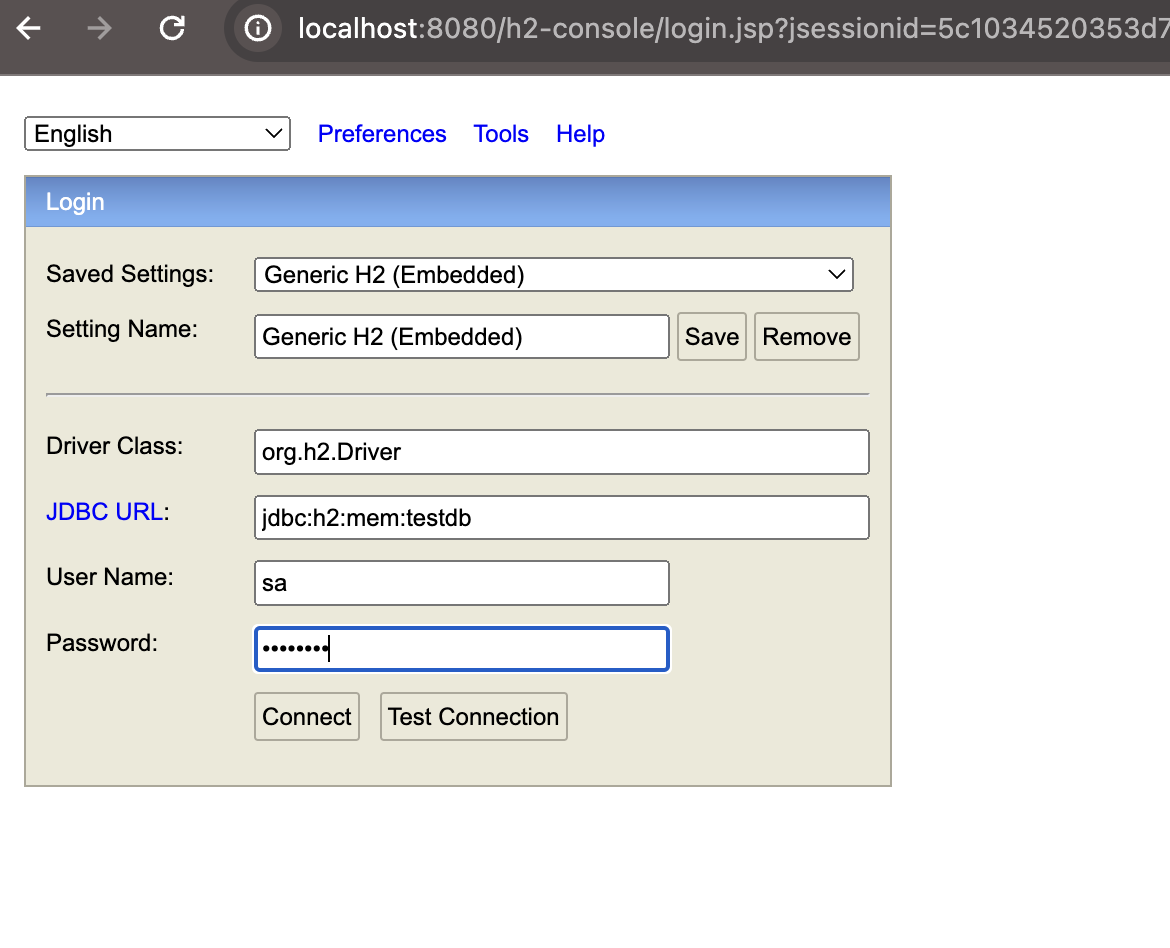 localhost:8080/h2-console/login.jsp?jsessionid=5c1034520353d7
English Preferences Tools Help
Login
Saved Settings: Generic H2 (Embedded)
Setting Name: Generic H2 (Embedded) Save Remove
Driver Class: org.h2.Driver
JDBC URL: jdbc:h2:mem:testdb
User Name: sa
Password: ••••••••
Connect Test Connection